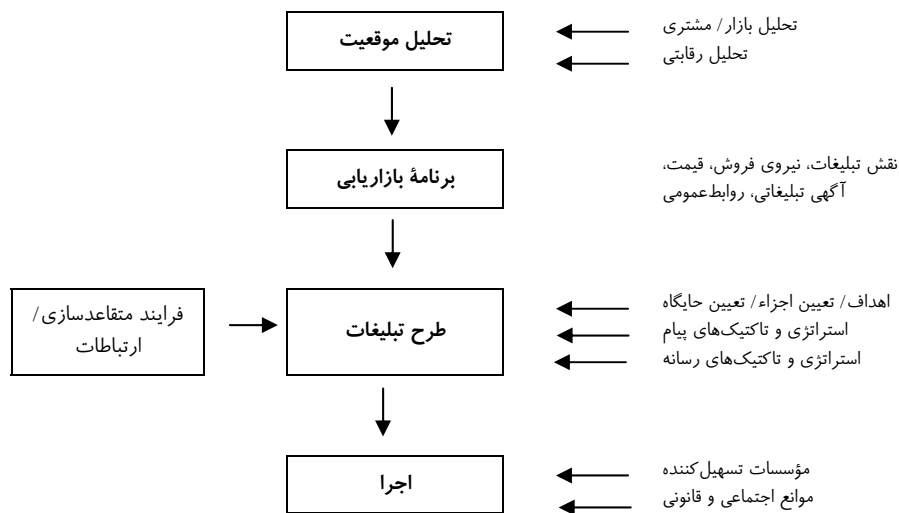 تحلیل موقعیت
تحلیل بازار/ مشتری
تحلیل رقابتی
برنامهٔ بازاریابی
نقش تبلیغات، نیروی فروش، قیمت،
آگهی تبلیغاتی، روابط‌عمومی
فرایند متقاعدسازی/
ارتباطات
طرح تبلیغات
اهداف/ تعیین اجزاء/ تعیین حایگاه
استراتژی و تاکتیک‌های پیام
استراتژی و تاکتیک‌های رسانه
اجرا
مؤسسات تسهیل‌کننده
موانع اجتماعی و قانونی